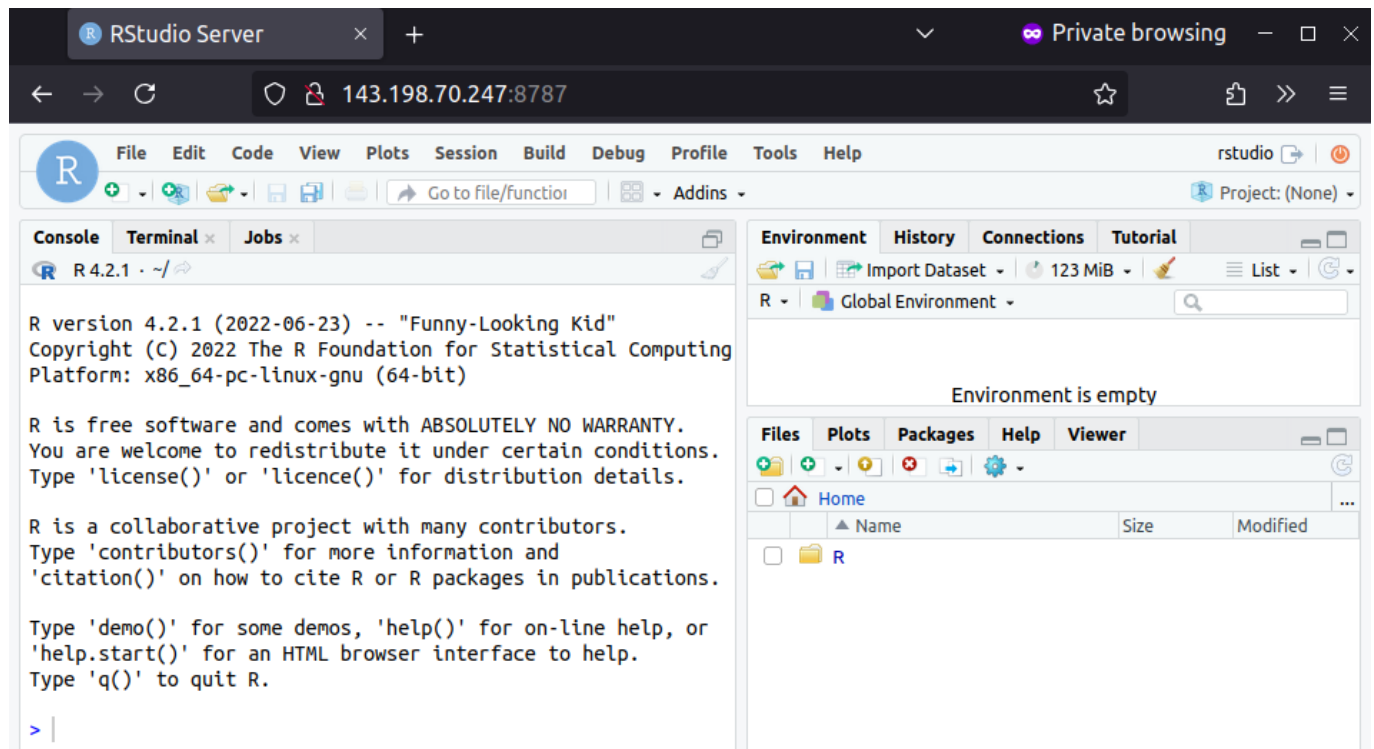 RStudio Server
Private browsing
143.198.70.247:8787
File Edit Code View Plots Session Build Debug Profile Tools Help
rstudio
Go to file/function
Addins
Project: (None)
Console Terminal Jobs
R 4.2.1 · ~/
R version 4.2.1 (2022-06-23) -- "Funny-Looking Kid"
Copyright (C) 2022 The R Foundation for Statistical Computing
Platform: x86_64-pc-linux-gnu (64-bit)
R is free software and comes with ABSOLUTELY NO WARRANTY.
You are welcome to redistribute it under certain conditions.
Type 'license()' or 'licence()' for distribution details.
R is a collaborative project with many contributors.
Type 'contributors()' for more information and
'citation()' on how to cite R or R packages in publications.
Type 'demo()' for some demos, 'help()' for on-line help, or
'help.start()' for an HTML browser interface to help.
Type 'q()' to quit R.
>
Environment History Connections Tutorial
Import Dataset 123 MiB List
R Global Environment
Environment is empty
Files Plots Packages Help Viewer
Home ...
Name Size Modified
R